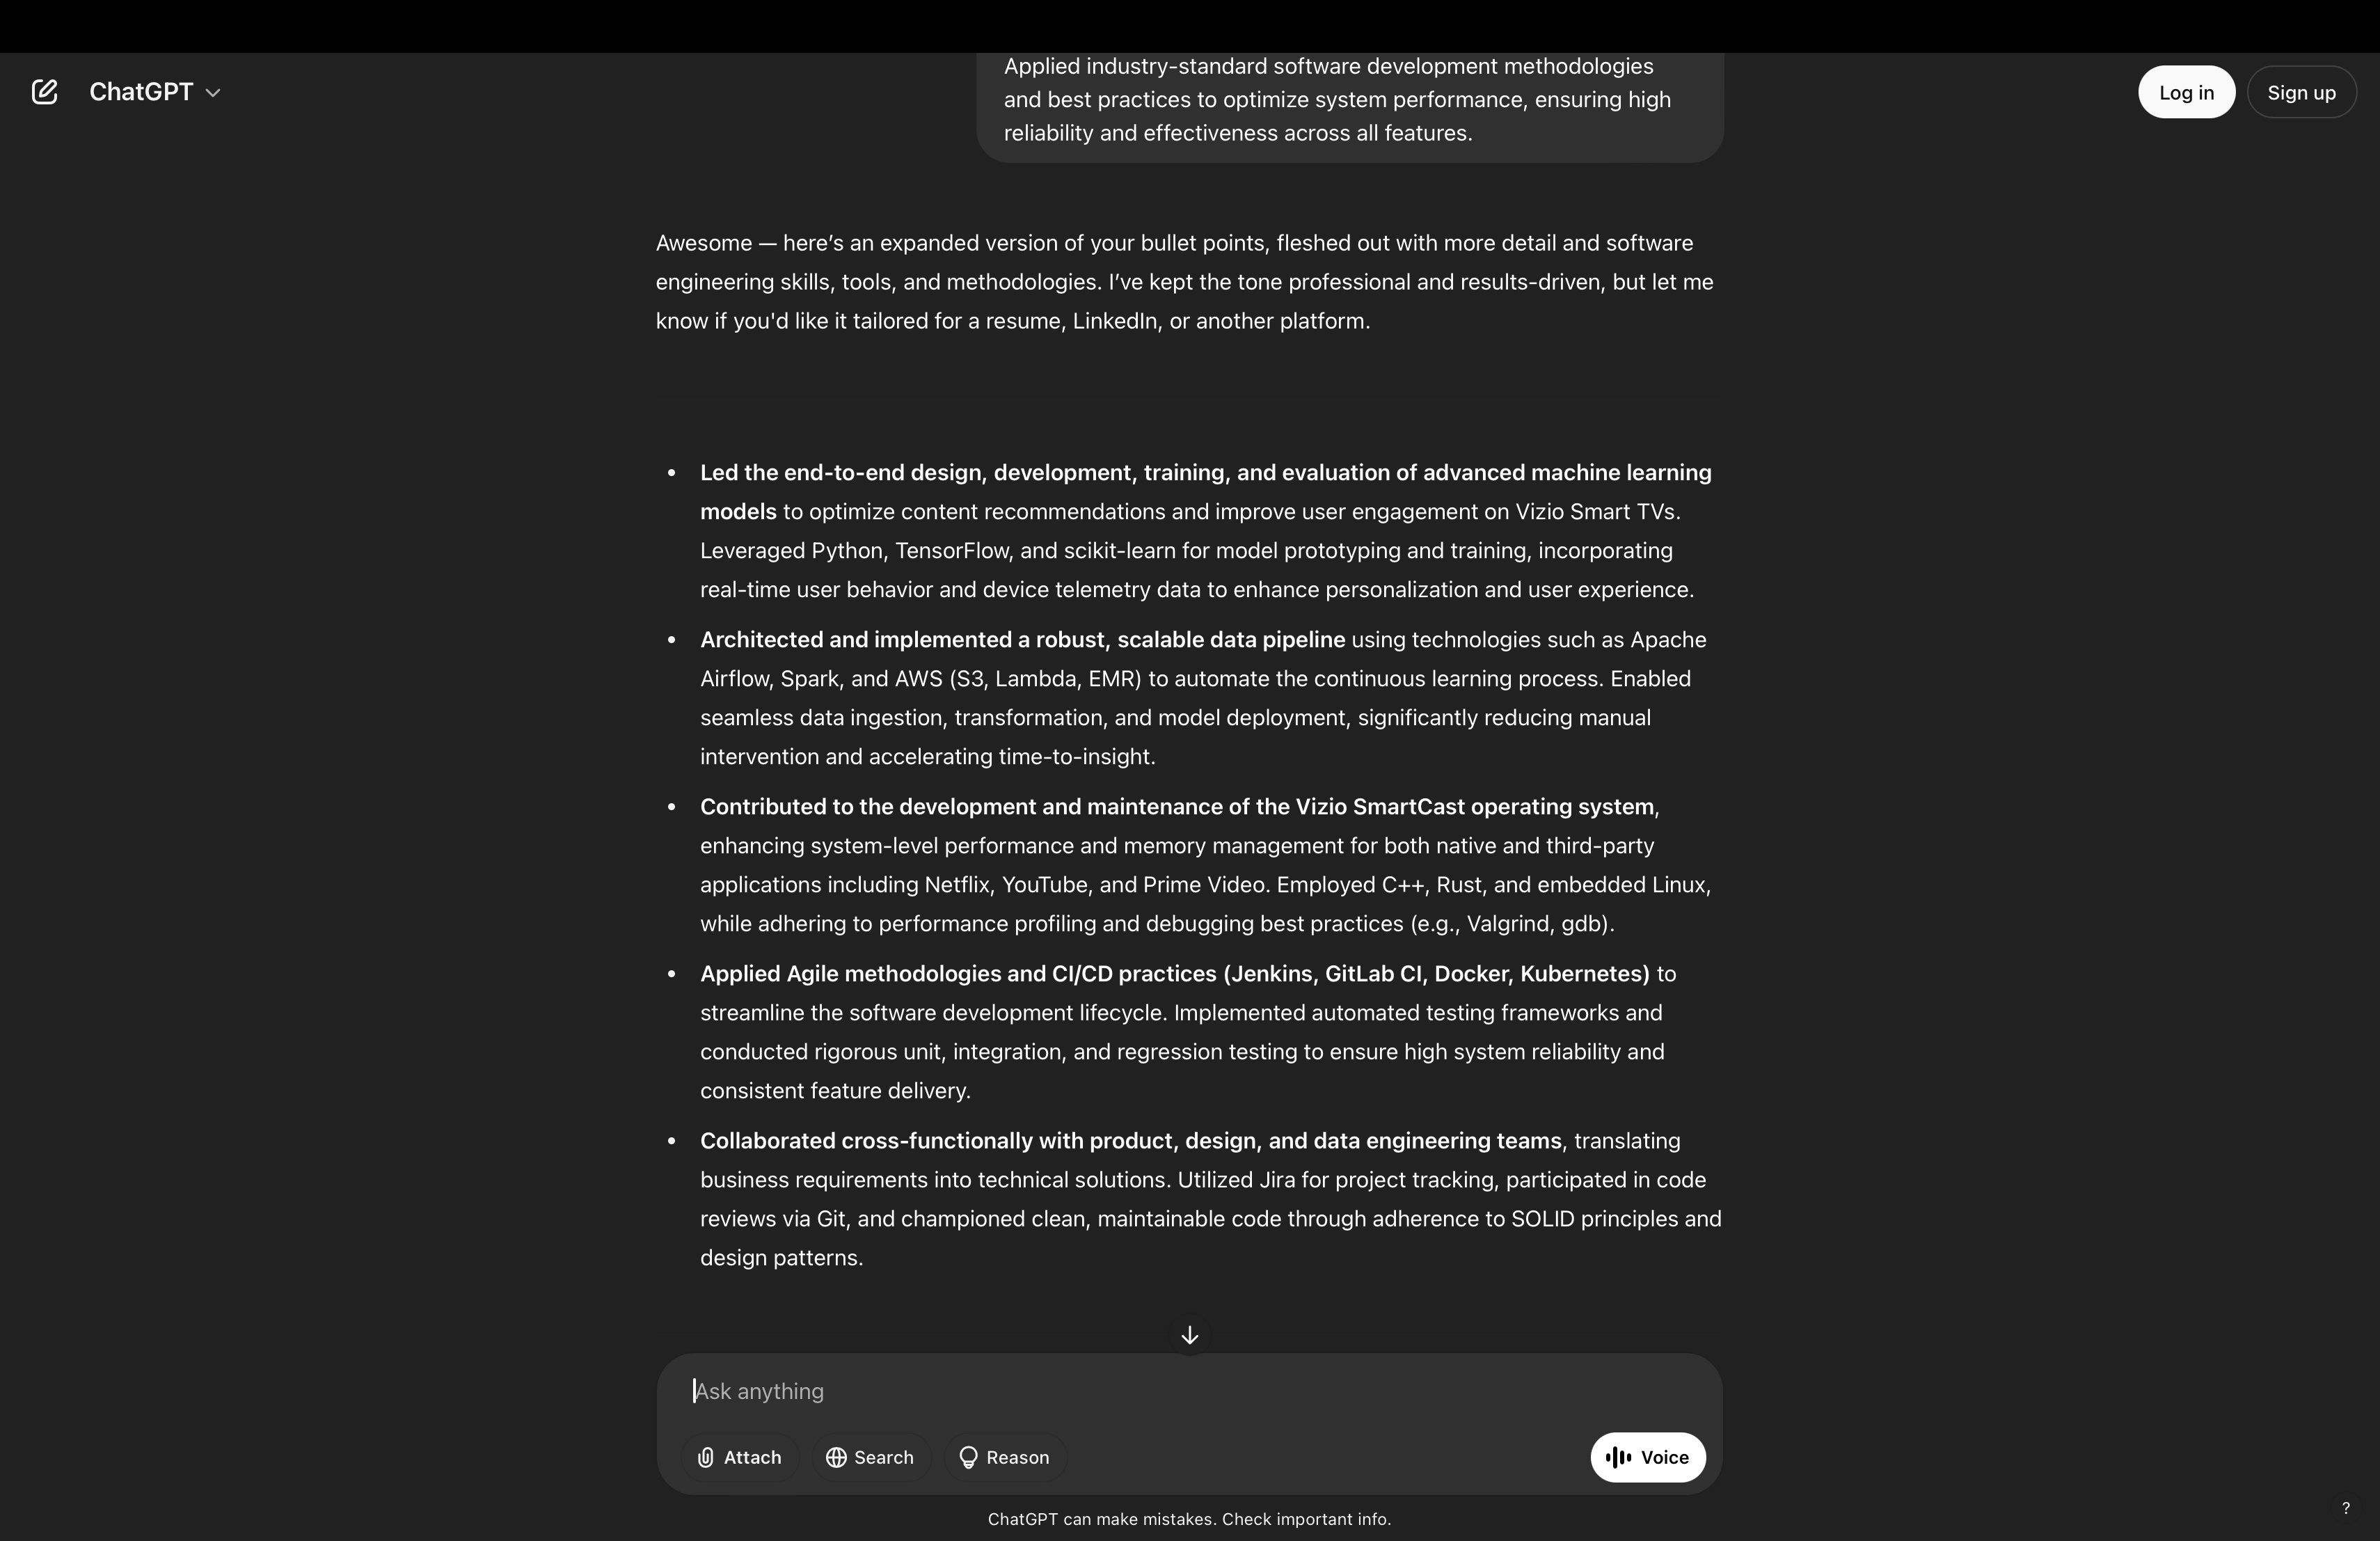 Applied industry-standard software development methodologies
and best practices to optimize system performance, ensuring high
reliability and effectiveness across all features.
ChatGPT
Log in
Sign up
Awesome — here’s an expanded version of your bullet points, fleshed out with more detail and software
engineering skills, tools, and methodologies. I’ve kept the tone professional and results-driven, but let me
know if you'd like it tailored for a resume, LinkedIn, or another platform.
• Led the end-to-end design, development, training, and evaluation of advanced machine learning
models to optimize content recommendations and improve user engagement on Vizio Smart TVs.
Leveraged Python, TensorFlow, and scikit-learn for model prototyping and training, incorporating
real-time user behavior and device telemetry data to enhance personalization and user experience.
• Architected and implemented a robust, scalable data pipeline using technologies such as Apache
Airflow, Spark, and AWS (S3, Lambda, EMR) to automate the continuous learning process. Enabled
seamless data ingestion, transformation, and model deployment, significantly reducing manual
intervention and accelerating time-to-insight.
• Contributed to the development and maintenance of the Vizio SmartCast operating system,
enhancing system-level performance and memory management for both native and third-party
applications including Netflix, YouTube, and Prime Video. Employed C++, Rust, and embedded Linux,
while adhering to performance profiling and debugging best practices (e.g., Valgrind, gdb).
• Applied Agile methodologies and CI/CD practices (Jenkins, GitLab CI, Docker, Kubernetes) to
streamline the software development lifecycle. Implemented automated testing frameworks and
conducted rigorous unit, integration, and regression testing to ensure high system reliability and
consistent feature delivery.
• Collaborated cross-functionally with product, design, and data engineering teams, translating
business requirements into technical solutions. Utilized Jira for project tracking, participated in code
reviews via Git, and championed clean, maintainable code through adherence to SOLID principles and
design patterns.
Ask anything
Attach
Search
Reason
Voice
ChatGPT can make mistakes. Check important info.
?